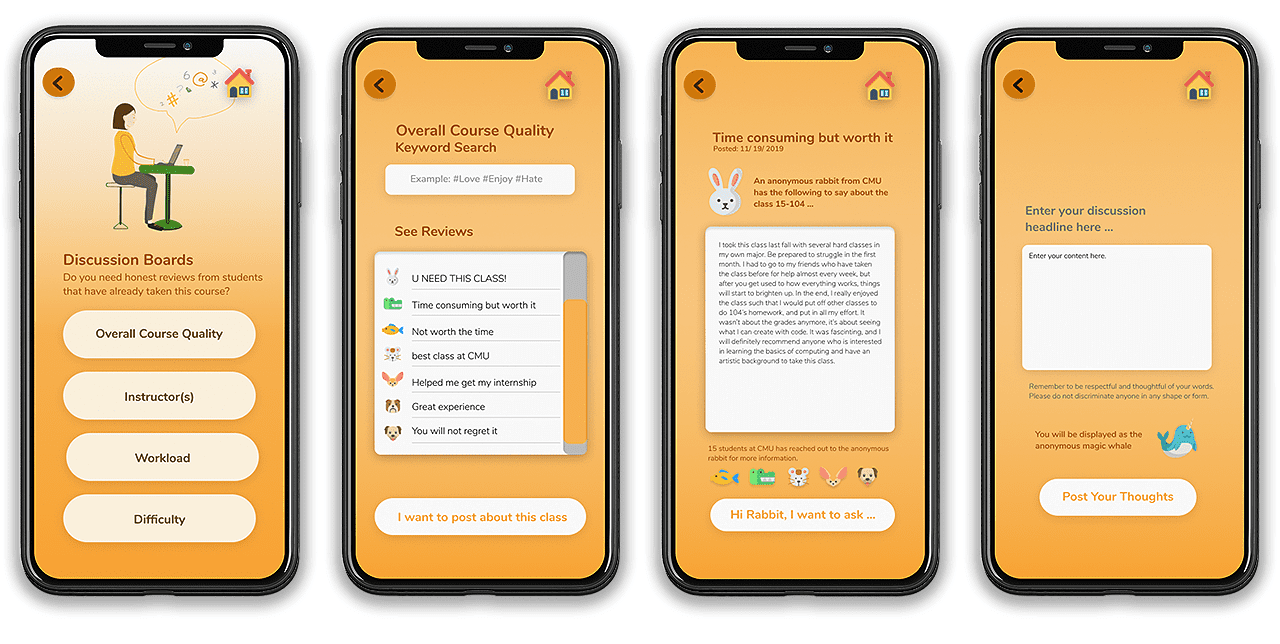 Discussion Boards
Do you need honest reviews from students
that have already taken this course?
Overall Course Quality
Instructor(s)
Workload
Difficulty
Overall Course Quality
Keyword Search
Example: #Love #Enjoy #Hate
See Reviews
U NEED THIS CLASS!
Time consuming but worth it
Not worth the time
best class at CMU
Helped me get my internship
Great experience
You will not regret it
I want to post about this class
Time consuming but worth it
Posted: 11/ 19/ 2019
An anonymous rabbit from CMU
has the following to say about the
class 15-104 ...
I took this class last fall with several hard classes in
my own major. Be prepared to struggle in the first
month. I had to go to my friends who have taken
the class before for help almost every week, but
after you get used to how everything works, things
will start to brighten up. In the end, I really enjoyed
the class such that I would put off other classes to
do 104's homework, and put in all my effort. It
wasn't about the grades anymore, it's about seeing
what I can create with code. It was fascinting, and I
will definitely recommend anyone who is interested
in learning the basics of computing and have an
artistic background to take this class.
15 students at CMU has reached out to the anonymous
rabbit for more information.
Hi Rabbit, I want to ask ...
Enter your discussion
headline here ...
Enter your content here.
Remember to be respectful and thoughtful of your words.
Please do not discriminate anyone in any shape or form.
You will be displayed as the
anonymous magic whale
Post Your Thoughts